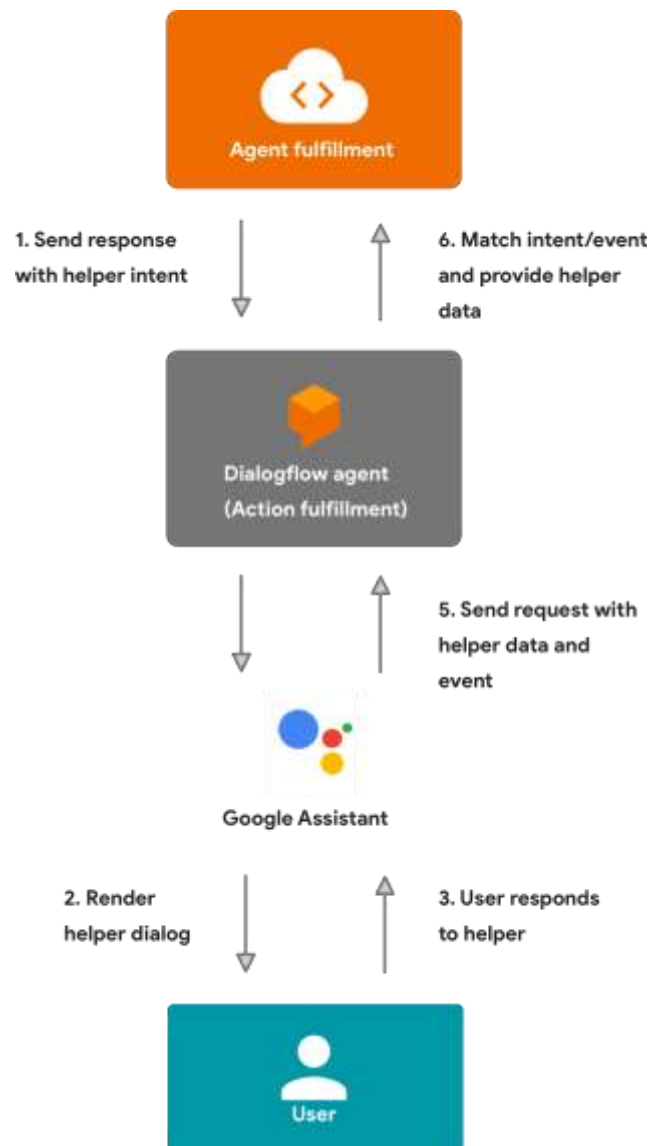 Agent fulfillment
1. Send response
with helper intent
6. Match intent/event
and provide helper
data
Dialogflow agent
(Action fulfillment)
5. Send request with
helper data and
event
Google Assistant
2. Render
helper dialog
3. User responds
to helper
User